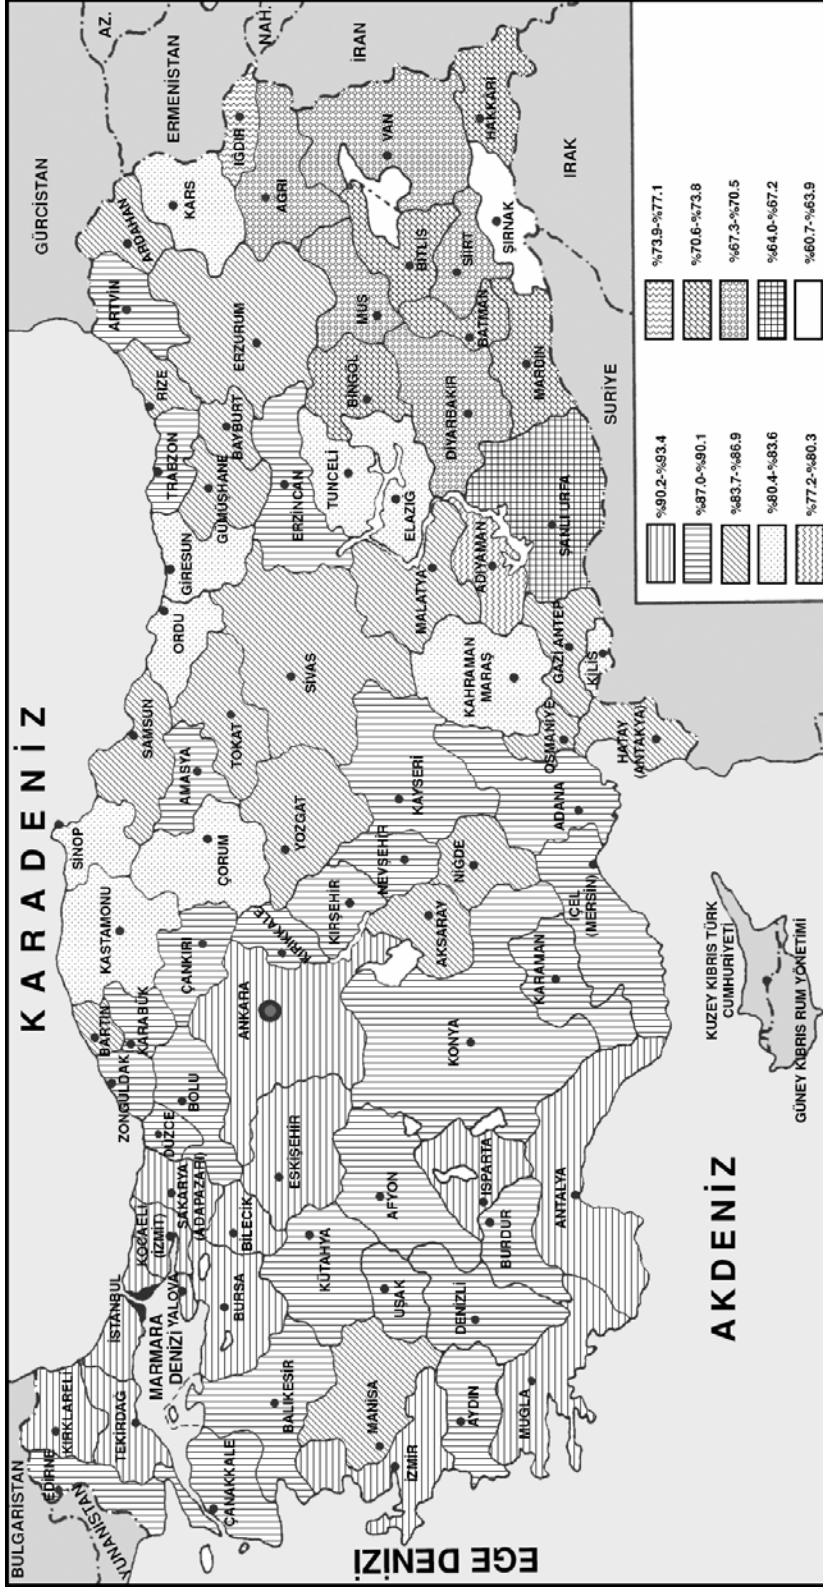 KARADENİZ
BULGARİSTAN
YUNANİSTAN
GÜRCİSTAN
ERMENİSTAN
AZ.
NAH.
İRAN
IRAK
SURİYE
EGE DENİZİ
AKDENİZ
MARMARA
DENİZİ
EDİRNE
KIRKLARELİ
TEKİRDAĞ
İSTANBUL
YALOVA
KOCAELİ
(İZMİT)
SAKARYA
(ADAPAZARI)
DÜZCE
ZONGULDAK
BARTIN
KARABÜK
BOLU
KASTAMONU
SİNOP
ÇANKIRI
ÇORUM
SAMSUN
AMASYA
TOKAT
ORDU
GİRESUN
TRABZON
GÜMÜŞHANE
BAYBURT
RİZE
ARTVİN
ARDAHAN
KARS
IĞDIR
AĞRI
ERZURUM
ERZİNCAN
SİVAS
YOZGAT
KIRIKKALE
ANKARA
ESKİŞEHİR
BİLECİK
BURSA
BALIKESİR
ÇANAKKALE
KÜTAHYA
MANİSA
İZMİR
UŞAK
AFYON
AYDIN
DENİZLİ
MUĞLA
BURDUR
ISPARTA
ANTALYA
KONYA
KARAMAN
İÇEL
(MERSİN)
AKSARAY
KIRŞEHİR
NEVŞEHİR
NİĞDE
KAYSERİ
ADANA
OSMANİYE
HATAY
(ANTAKYA)
KAHRAMAN
MARAŞ
GAZİ ANTEP
KİLİS
MALATYA
ADIYAMAN
ŞANLI URFA
ELAZIĞ
TUNCELİ
BİNGÖL
MUŞ
DİYARBAKIR
BATMAN
MARDİN
BİTLİS
SİİRT
ŞIRNAK
VAN
HAKKARİ
KUZEY KIBRIS TÜRK
CUMHURİYETİ
GÜNEY KIBRIS RUM YÖNETİMİ
%90.2-%93.4
%87.0-%90.1
%83.7-%86.9
%80.4-%83.6
%77.2-%80.3
%73.9-%77.1
%70.6-%73.8
%67.3-%70.5
%64.0-%67.2
%60.7-%63.9